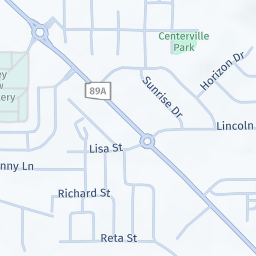 Centerville
Park
Horizon Dr
89A
Sunrise Dr
Lincoln
Lisa St
Richard St
Reta St